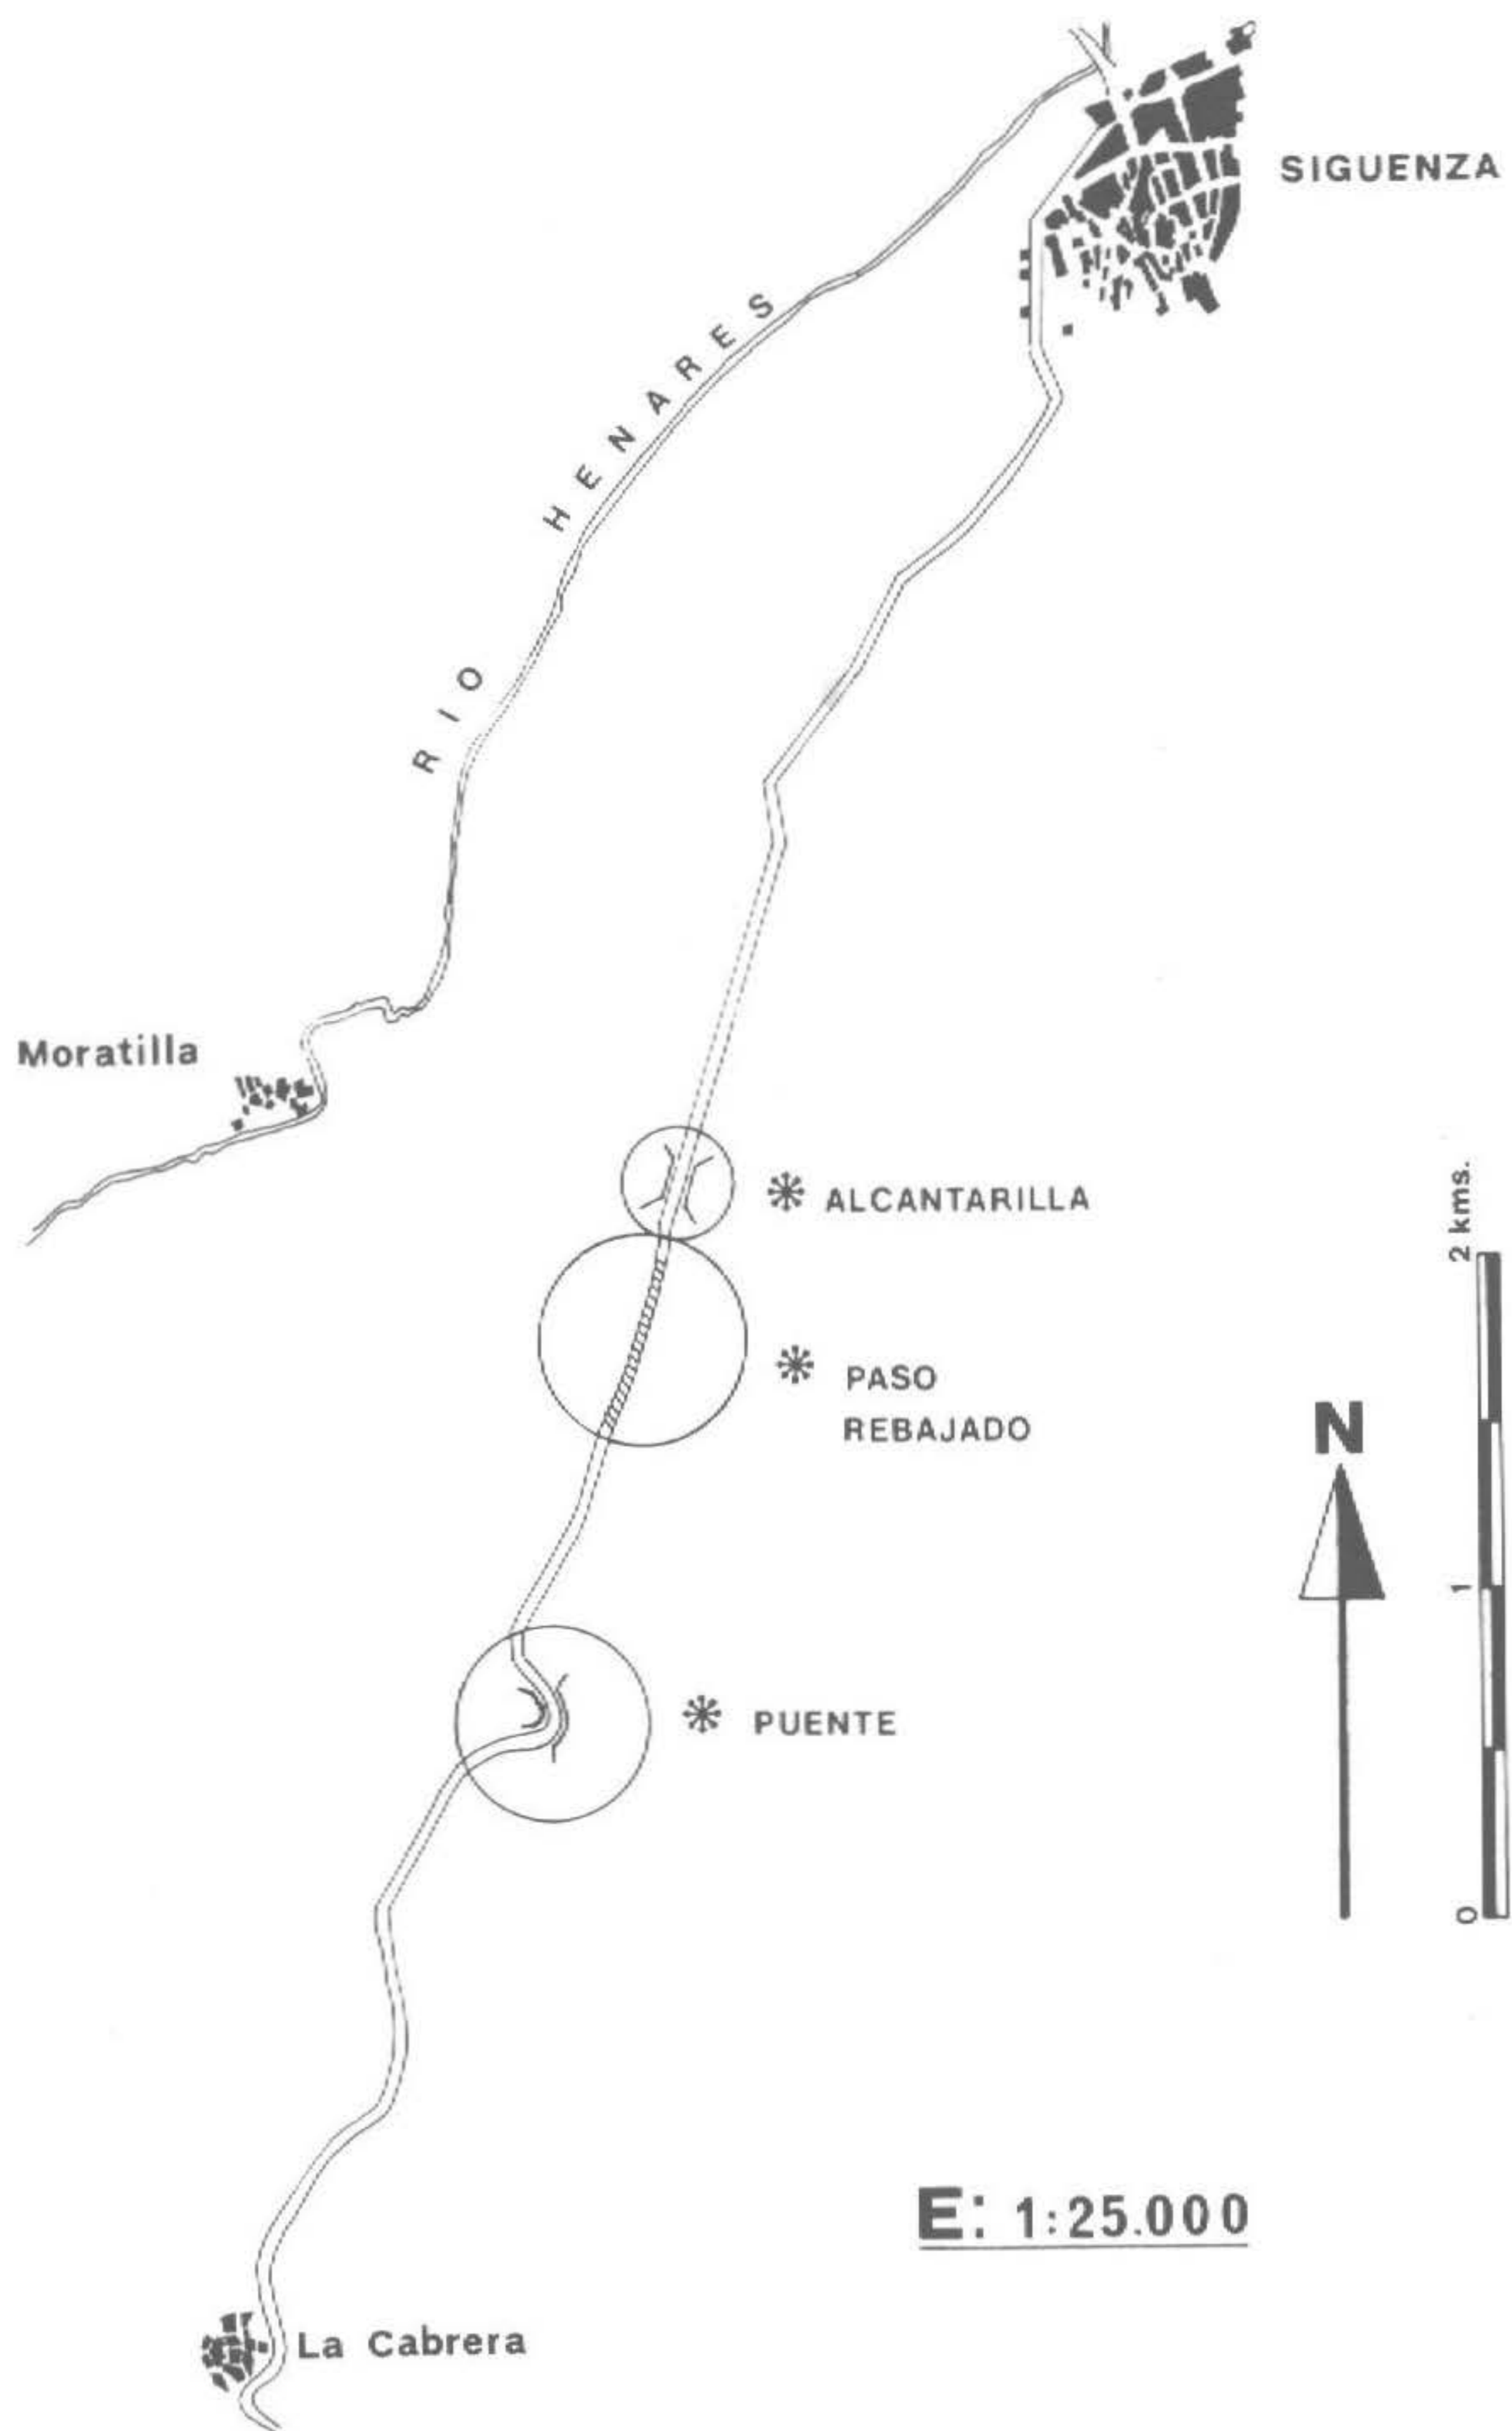 SIGUENZA
RIO HENARES
Moratilla
ALCANTARILLA
PASO
REBAJADO
PUENTE
2 kms.
1
0
N
E: 1:25.000
La Cabrera